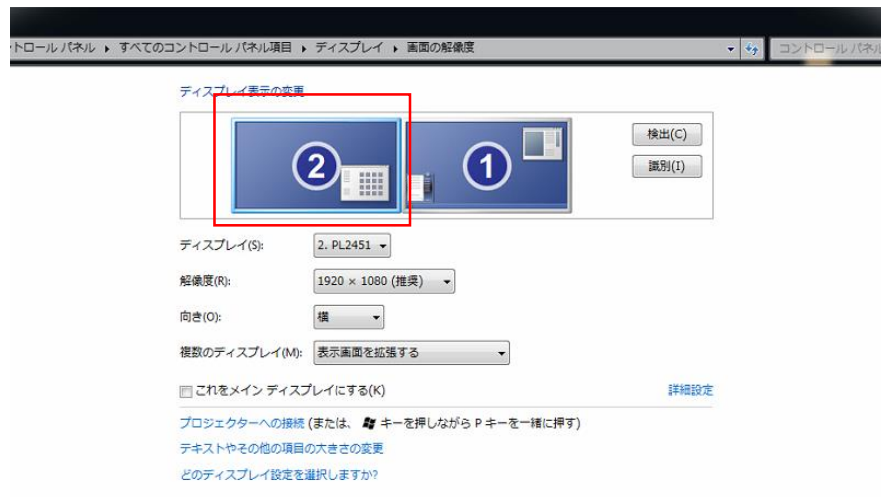 トロール パネル ▸ すべてのコントロール パネル項目 ▸ ディスプレイ ▸ 画面の解像度
コントロール パネル
ディスプレイ表示の変更
2
1
検出(C)
識別(I)
ディスプレイ(S): 2. PL2451
解像度(R): 1920 × 1080 (推奨)
向き(O): 横
複数のディスプレイ(M): 表示画面を拡張する
これをメイン ディスプレイにする(K) 詳細設定
プロジェクターへの接続 (または、 キーを押しながら P キーを一緒に押す)
テキストやその他の項目の大きさの変更
どのディスプレイ設定を選択しますか?